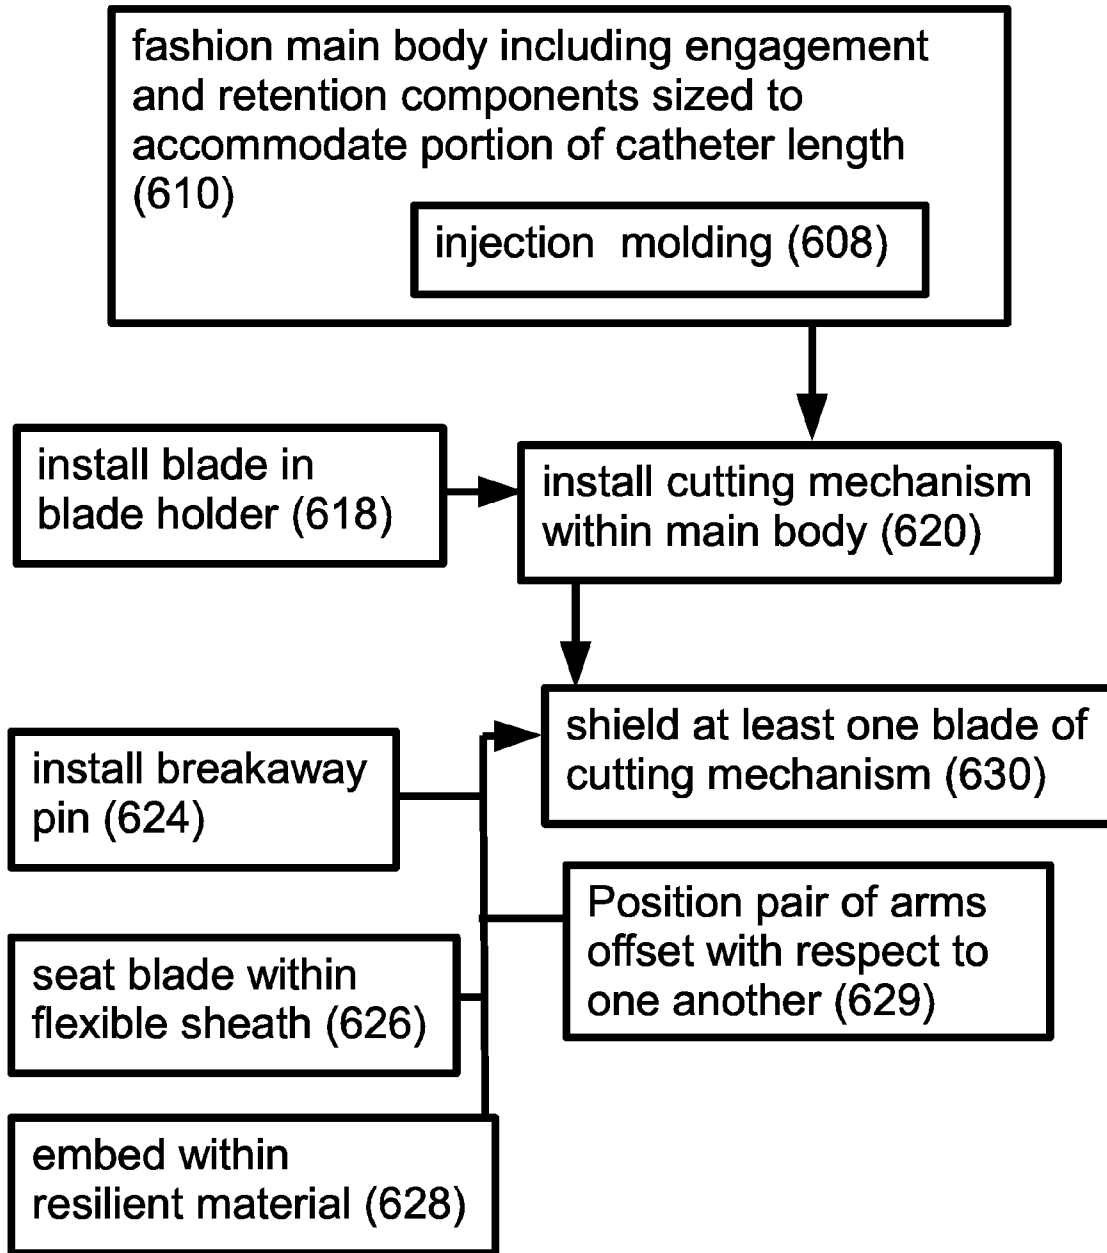 fashion main body including engagement
and retention components sized to
accommodate portion of catheter length
(610)
injection  molding (608)
install blade in
blade holder (618)
install cutting mechanism
within main body (620)
shield at least one blade of
cutting mechanism (630)
install breakaway
pin (624)
Position pair of arms
offset with respect to
one another (629)
seat blade within
flexible sheath (626)
embed within
resilient material (628)